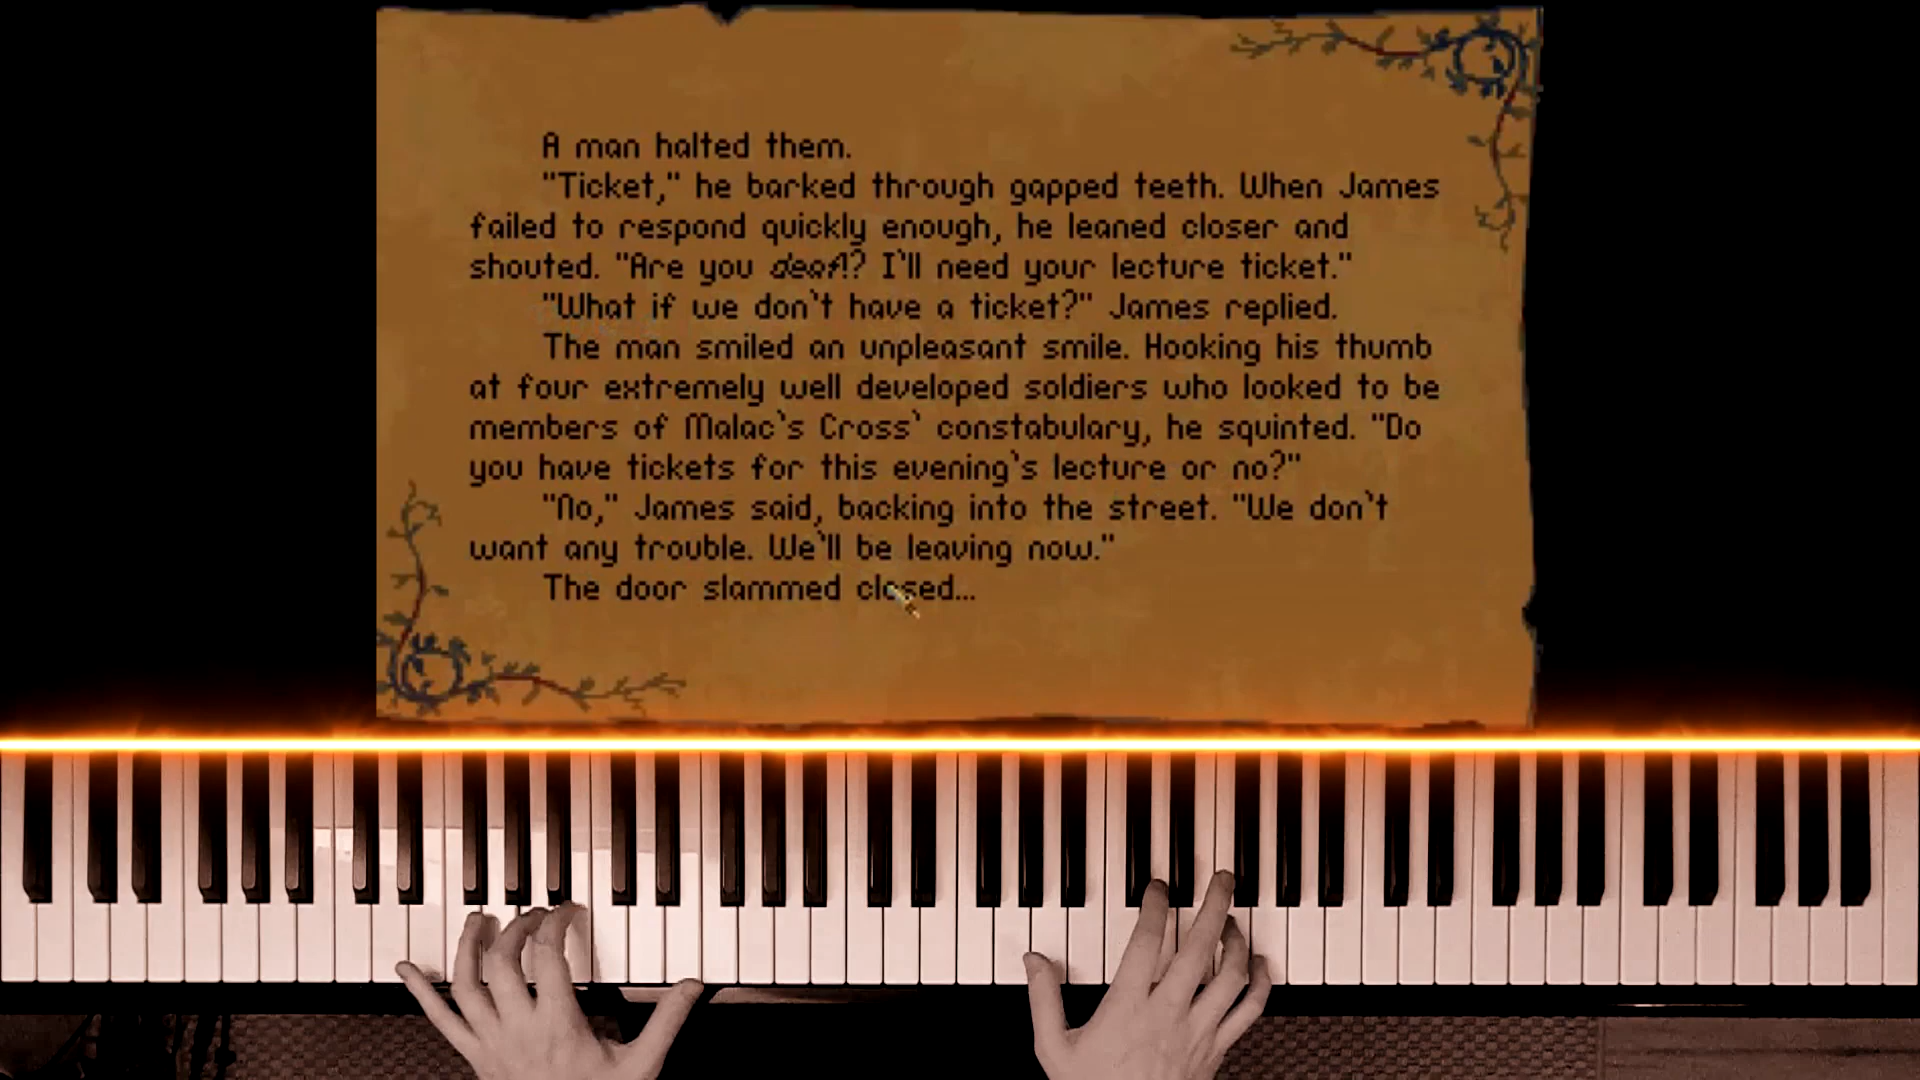 A man halted them.
"Ticket," he barked through gapped teeth. When James
failed to respond quickly enough, he leaned closer and
shouted. "Are you deaf!? I'll need your lecture ticket."
"What if we don't have a ticket?" James replied.
The man smiled an unpleasant smile. Hooking his thumb
at four extremely well developed soldiers who looked to be
members of Malac's Cross' constabulary, he squinted. "Do
you have tickets for this evening's lecture or no?"
"No," James said, backing into the street. "We don't
want any trouble. We'll be leaving now."
The door slammed closed...